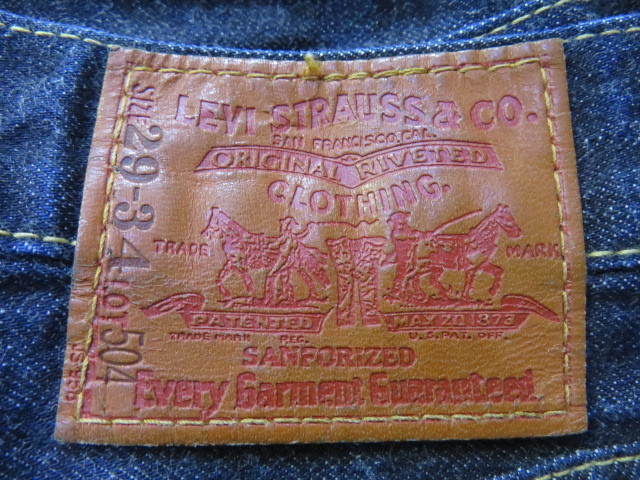 LEVI STRAUSS & CO.
SAN FRANCISCO, CAL.
ORIGINAL RIVETED
CLOTHING.
TRADE MARK
PATENTED MAY 20 1873
TRADE MARK REG. U.S. PAT. OFF.
SANFORIZED
Every Garment Guaranteed.
SIZE 29-34 LOT 504